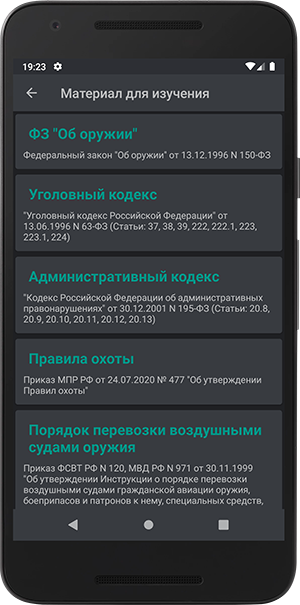 19:23
Материал для изучения
ФЗ "Об оружии"
Федеральный закон "Об оружии" от 13.12.1996 N 150-ФЗ
Уголовный кодекс
"Уголовный кодекс Российской Федерации" от
13.06.1996 N 63-ФЗ (Статьи: 37, 38, 39, 222, 222.1, 223,
223.1, 224)
Административный кодекс
"Кодекс Российской Федерации об административных
правонарушениях" от 30.12.2001 N 195-ФЗ (Статьи: 20.8,
20.9, 20.10, 20.11, 20.12, 20.13)
Правила охоты
Приказ МПР РФ от 24.07.2020 № 477 "Об утверждении
Правил охоты"
Порядок перевозки воздушными
судами оружия
Приказ ФСВТ РФ N 120, МВД РФ N 971 от 30.11.1999
"Об утверждении Инструкции о порядке перевозки
воздушными судами гражданской авиации оружия,
боеприпасов и патронов к нему, специальных средств,